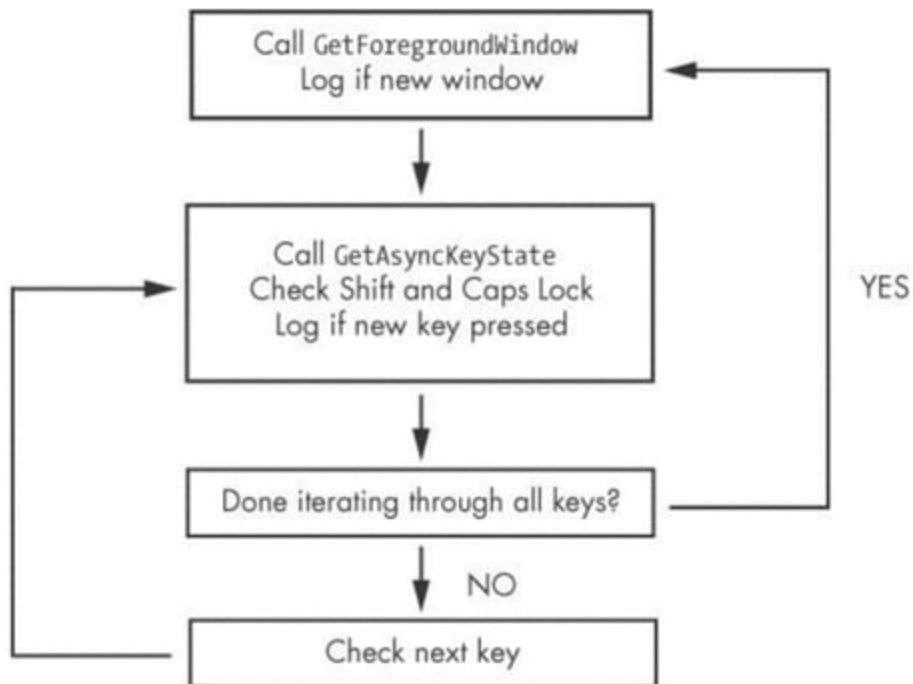 Call GetForegroundWindow
Log if new window
Call GetAsyncKeyState
Check Shift and Caps Lock
Log if new key pressed
YES
Done iterating through all keys?
NO
Check next key